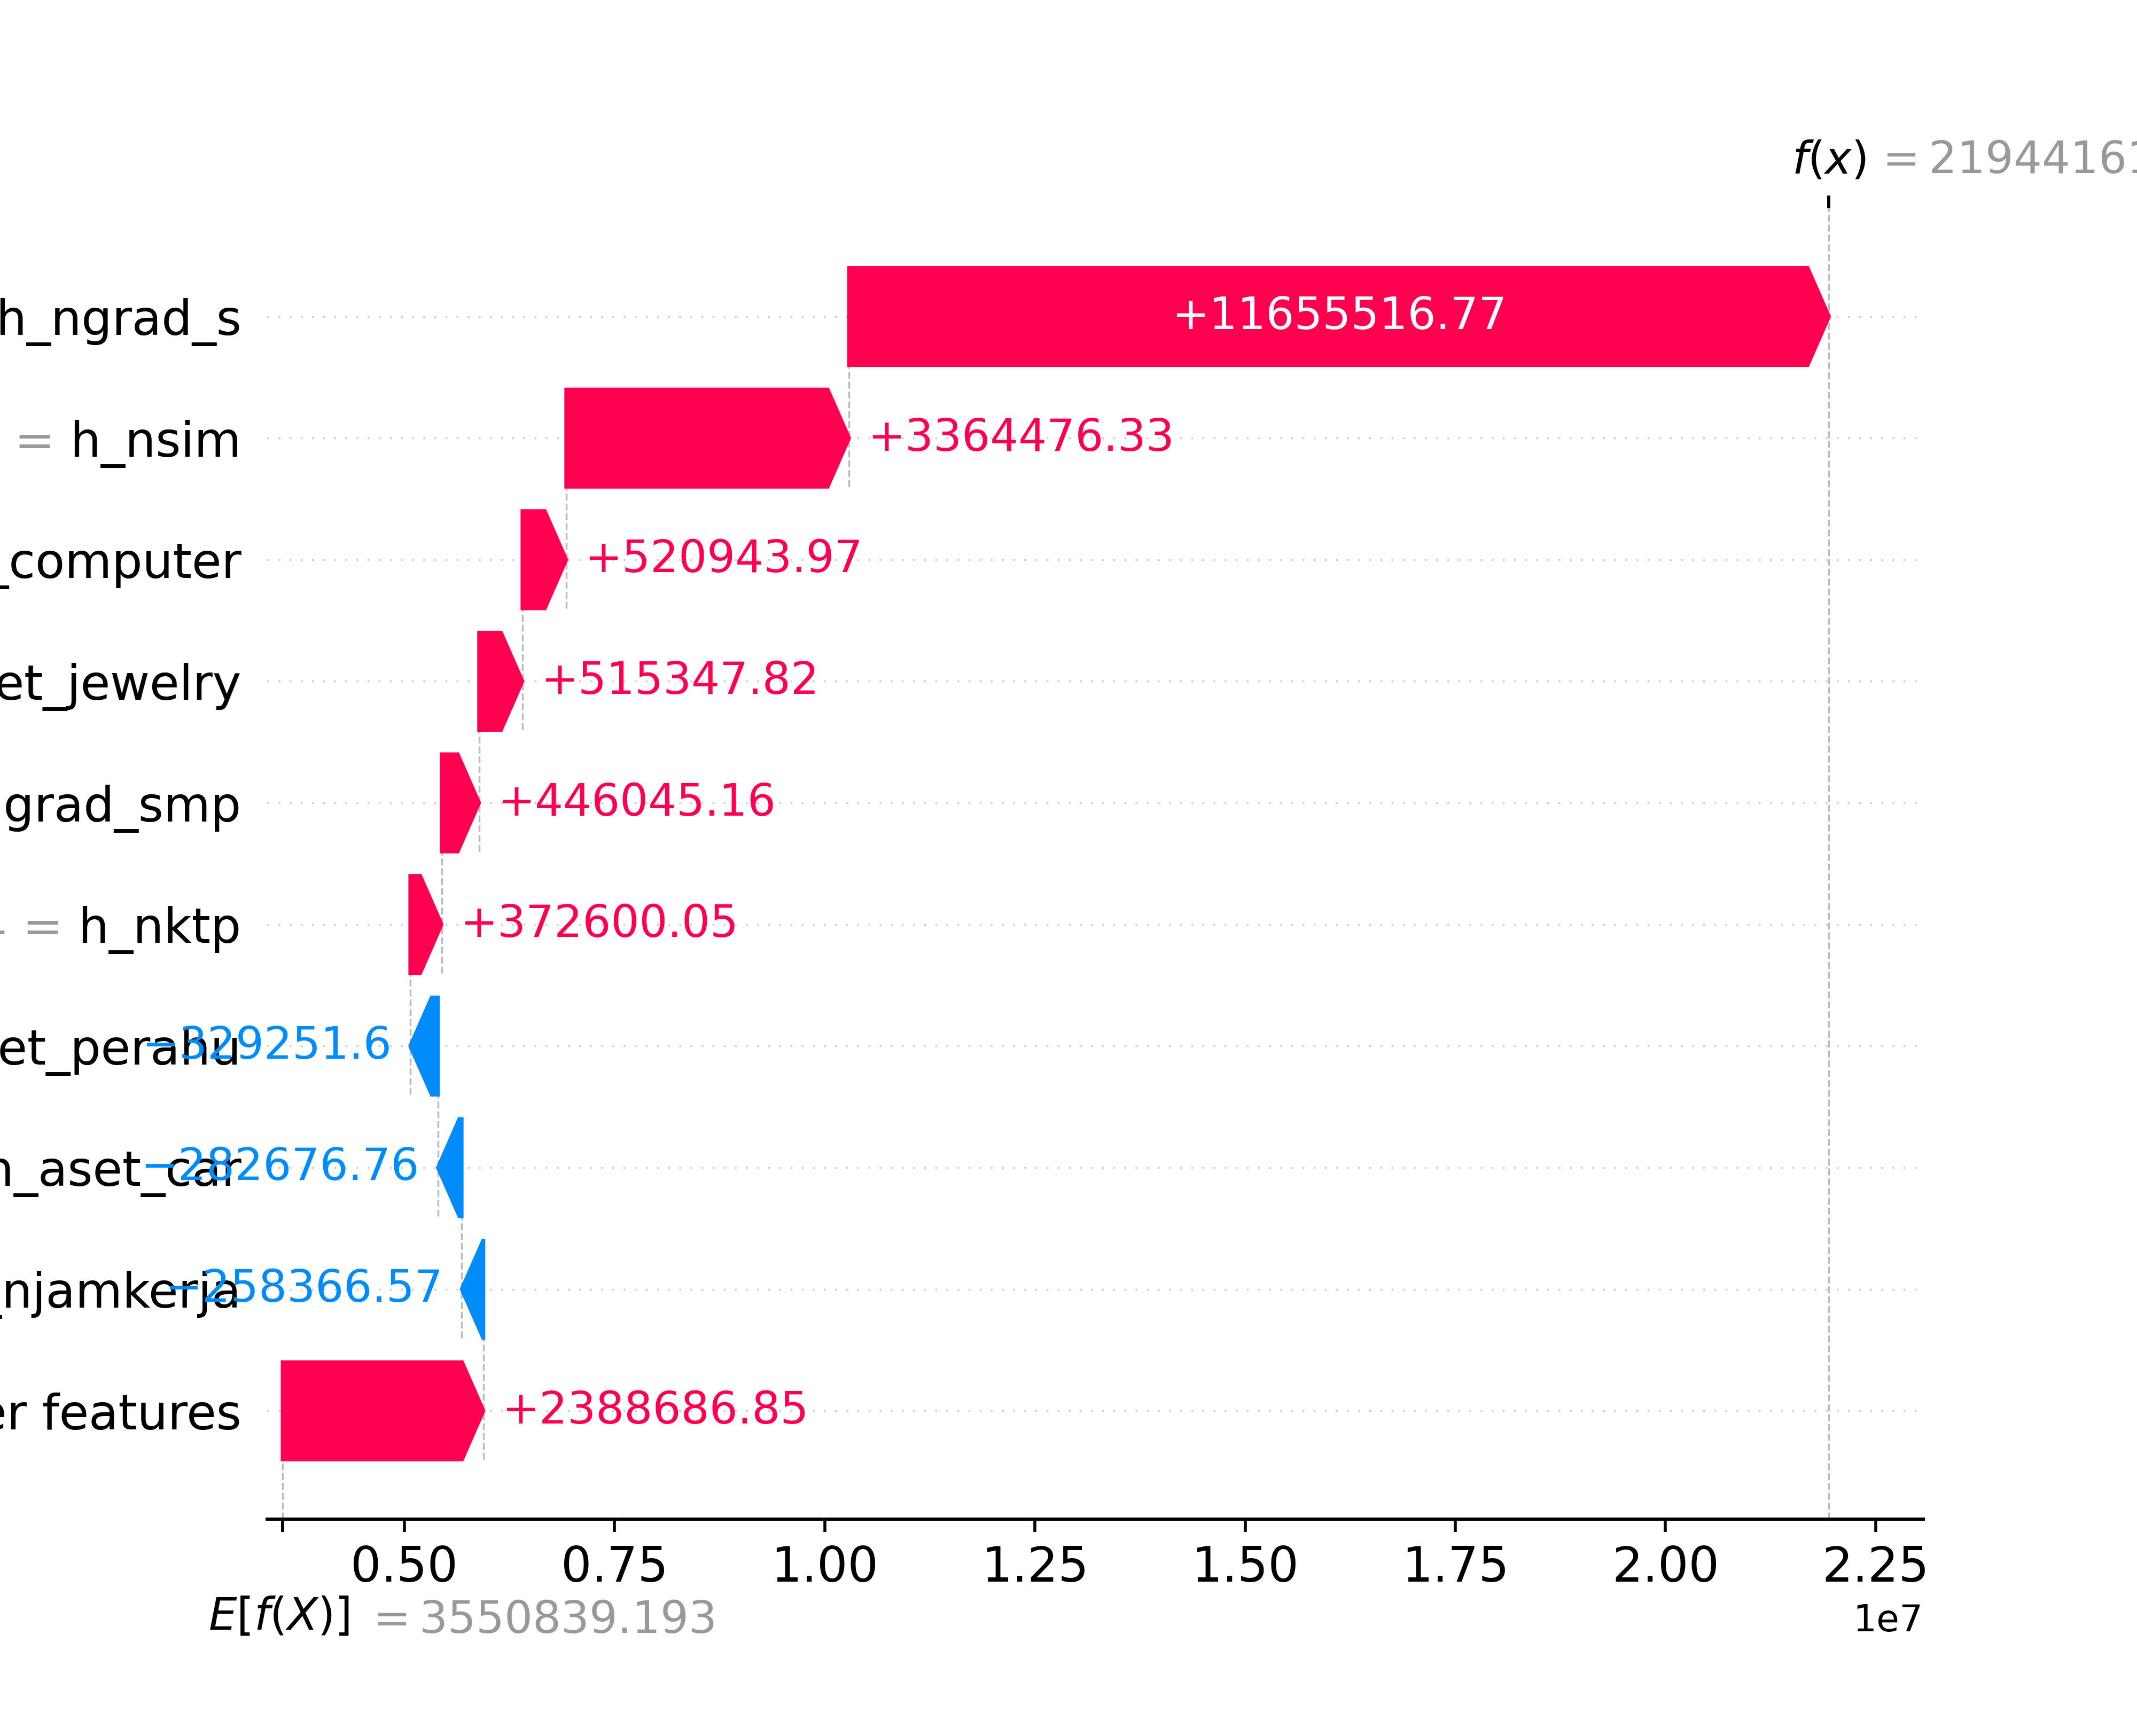 f(x) = 21944161
h_ngrad_s +11655516.77
= h_nsim +3364476.33
_computer +520943.97
et_jewelry +515347.82
grad_smp +446045.16
= h_nktp +372600.05
et_perahu −329251.6
h_aset_car −282676.76
njamkerja −258366.57
er features +2388686.85
0.50 0.75 1.00 1.25 1.50 1.75 2.00 2.25
E[f(X)] = 3550839.193
1e7